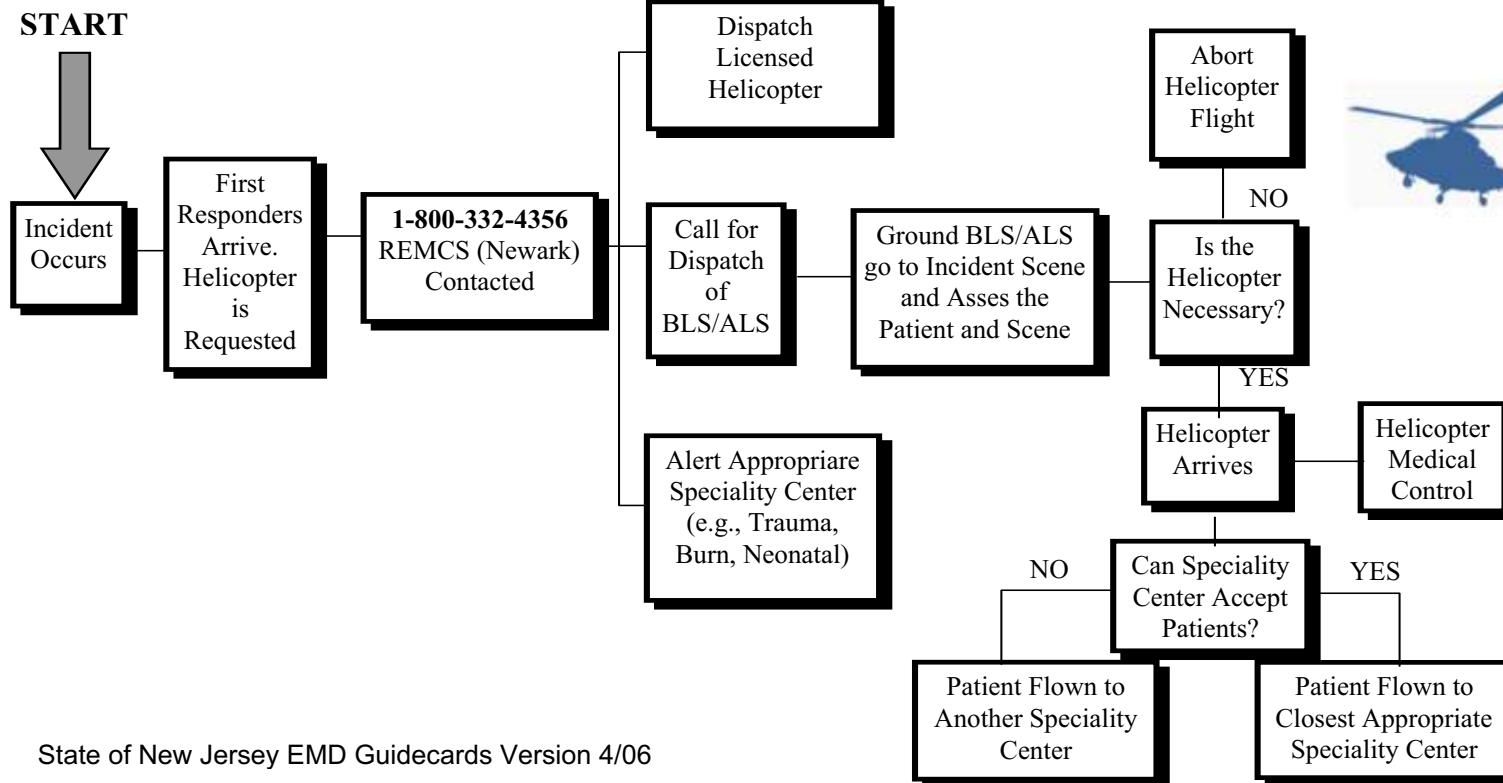 START
Incident
Occurs
First
Responders
Arrive.
Helicopter
is
Requested
1-800-332-4356
REMCS (Newark)
Contacted
Dispatch
Licensed
Helicopter
Call for
Dispatch
of
BLS/ALS
Alert Appropriare
Speciality Center
(e.g., Trauma,
Burn, Neonatal)
Ground BLS/ALS
go to Incident Scene
and Asses the
Patient and Scene
Abort
Helicopter
Flight
NO
Is the
Helicopter
Necessary?
YES
Helicopter
Arrives
Helicopter
Medical
Control
NO
Can Speciality
Center Accept
Patients?
YES
Patient Flown to
Another Speciality
Center
Patient Flown to
Closest Appropriate
Speciality Center
State of New Jersey EMD Guidecards Version 4/06